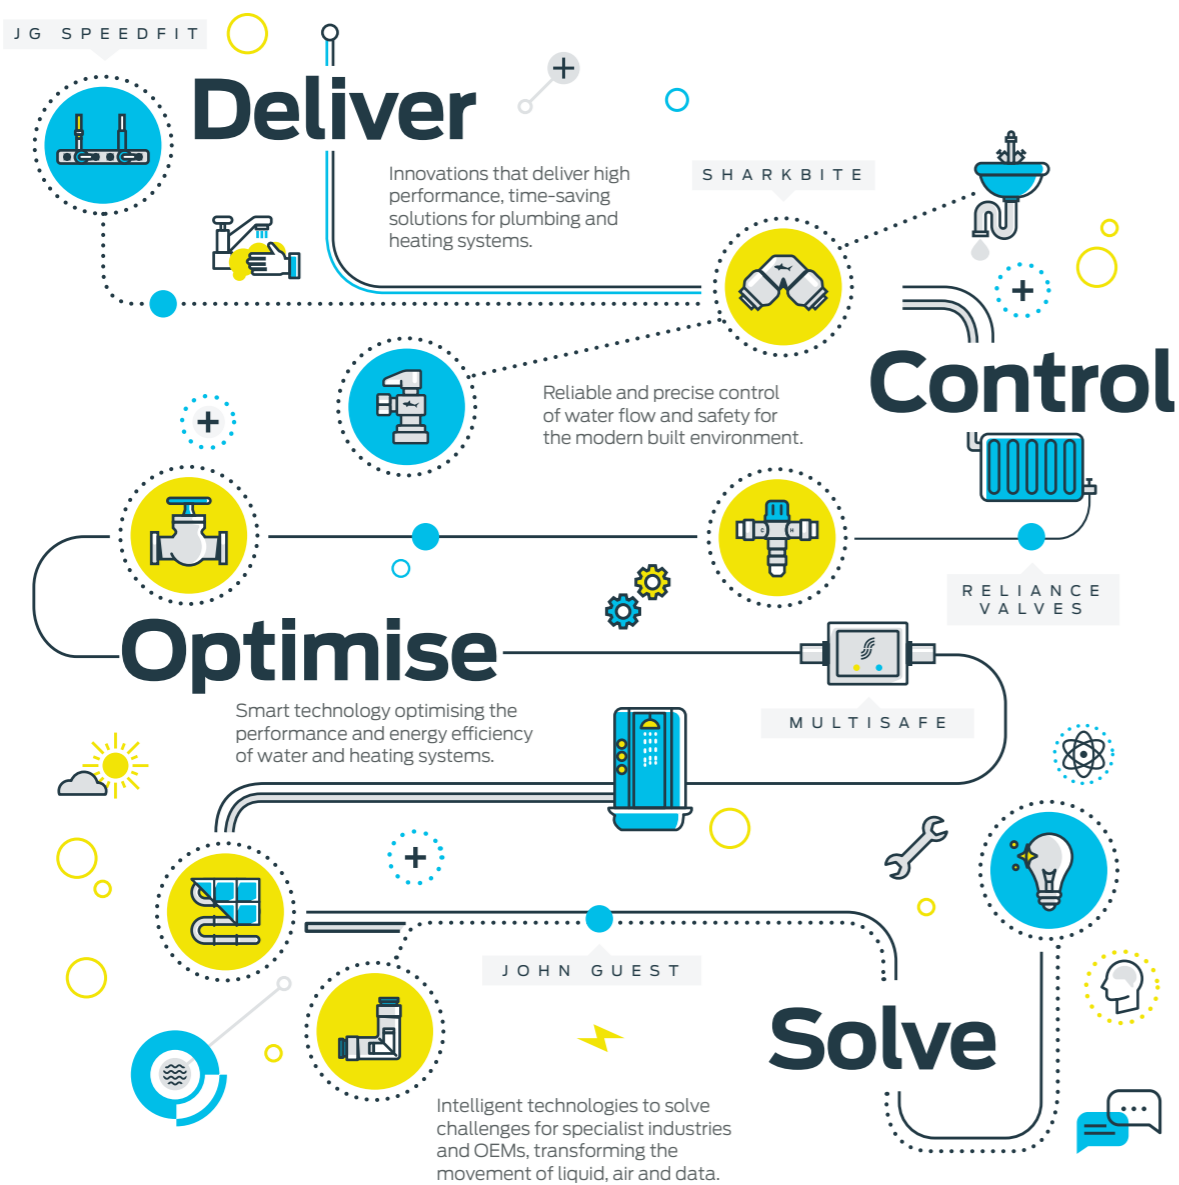 JG SPEEDFIT
Deliver
Innovations that deliver high
performance, time-saving
solutions for plumbing and
heating systems.
SHARKBITE
Control
Reliable and precise control
of water flow and safety for
the modern built environment.
C H
RELIANCE
VALVES
Optimise
Smart technology optimising the
performance and energy efficiency
of water and heating systems.
MULTISAFE
JOHN GUEST
Solve
Intelligent technologies to solve
challenges for specialist industries
and OEMs, transforming the
movement of liquid, air and data.